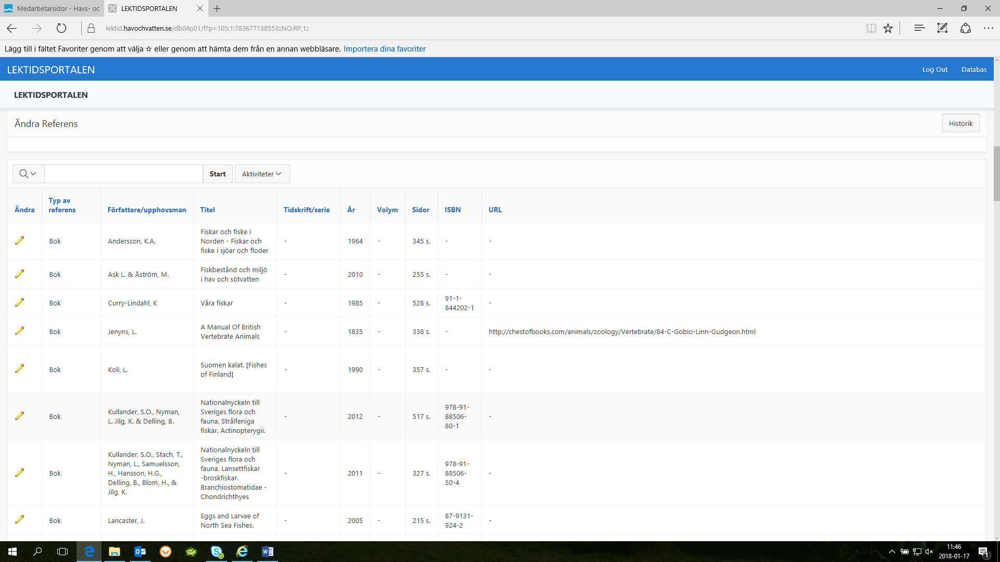 Medarbetarsidor - Havs- oc
LEKTIDSPORTALEN
lektid.havochvatten.se/db04p01/f?p=105:1:783677138553::NO:RP,1::
Lägg till i fältet Favoriter genom att välja ☆ eller genom att hämta dem från en annan webbläsare. Importera dina favoriter
LEKTIDSPORTALEN
Log Out
Databas
LEKTIDSPORTALEN
Ändra Referens
Historik
Start
Aktiviteter
Ändra
Typ av
referens
Författare/upphovsman
Titel
Tidskrift/serie
År
Volym
Sidor
ISBN
URL
Bok
Andersson, K.A.
Fiskar och fiske i
Norden - Fiskar och
fiske i sjöar och floder
-
1964
-
345 s.
-
-
Bok
Ask L. & Åström, M.
Fiskbestånd och miljö
i hav och sötvatten
-
2010
-
255 s.
-
-
Bok
Curry-Lindahl, K
Våra fiskar
-
1985
-
528 s.
91-1-
844202-1
-
Bok
Jenyns, L.
A Manual Of British
Vertebrate Animals
-
1835
-
338 s.
-
http://chestofbooks.com/animals/zoology/Vertebrate/84-C-Gobio-Linn-Gudgeon.html
Bok
Koli, L.
Suomen kalat. [Fishes
of Finland]
-
1990
-
357 s.
-
-
Bok
Kullander, S.O., Nyman,
L. Jilg, K. & Delling, B.
Nationalnyckeln till
Sveriges flora och
fauna. Strålfeniga
fiskar. Actinopterygii.
-
2012
-
517 s.
978-91-
88506-
80-1
-
Bok
Kullander, S.O., Stach, T.,
Nyman, L., Samuelsson,
H., Hansson, H.G.,
Delling, B., Blom, H., &
Jilg, K.
Nationalnyckeln till
Sveriges flora och
fauna. Lansettfiskar
-broskfiskar.
Branchiostomatidae -
Chondrichthyes
-
2011
-
327 s.
978-91-
88506-
50-4
-
Bok
Lancaster, J.
Eggs and Larvae of
North Sea Fishes.
-
2005
-
215 s.
87-9131-
924-2
-
11:46
2018-01-17
1